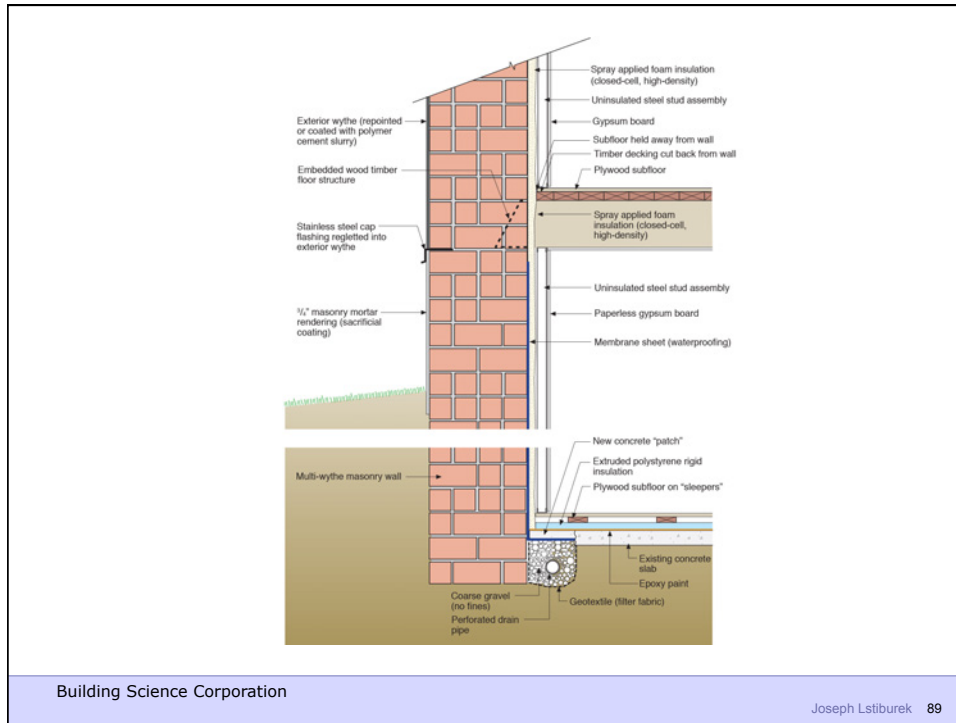 Spray applied foam insulation
(closed-cell, high-density)
Uninsulated steel stud assembly
Gypsum board
Subfloor held away from wall
Timber decking cut back from wall
Plywood subfloor
Exterior wythe (repointed
or coated with polymer
cement slurry)
Embedded wood timber
floor structure
Stainless steel cap
flashing regletted into
exterior wythe
Spray applied foam
insulation (closed-cell,
high-density)
Uninsulated steel stud assembly
3/4" masonry mortar
rendering (sacrificial
coating)
Paperless gypsum board
Membrane sheet (waterproofing)
New concrete "patch"
Extruded polystyrene rigid
insulation
Plywood subfloor on "sleepers"
Multi-wythe masonry wall
Existing concrete
slab
Epoxy paint
Geotextile (filter fabric)
Coarse gravel
(no fines)
Perforated drain
pipe
Building Science Corporation
Joseph Lstiburek 89